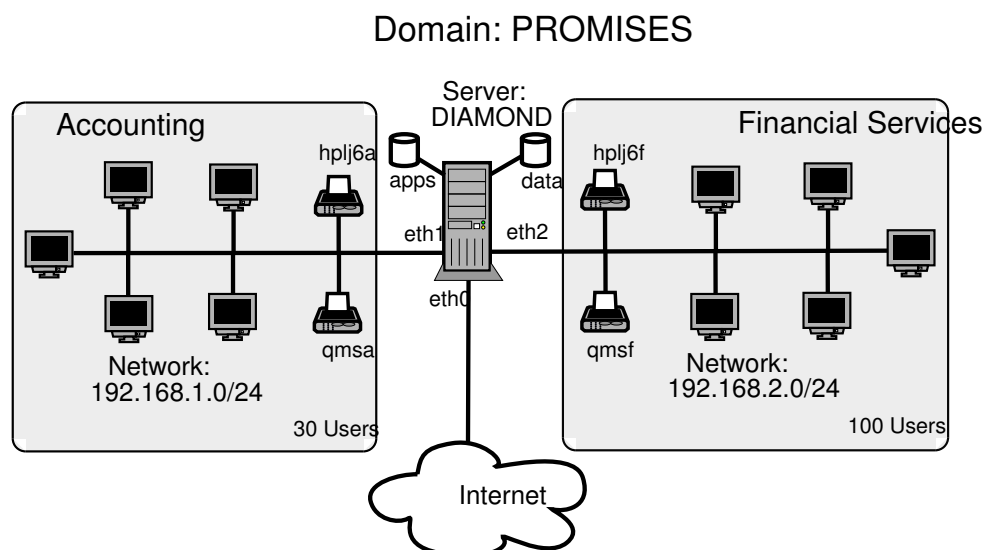 Domain: PROMISES
Server:
DIAMOND
Accounting
Financial Services
hplj6a
apps
data
hplj6f
eth1
eth2
eth0
qmsa
qmsf
Network:
192.168.1.0/24
Network:
192.168.2.0/24
30 Users
100 Users
Internet